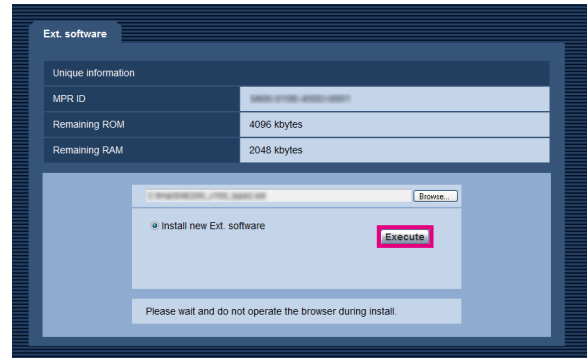 Ext. software
Unique information
MPR ID
Remaining ROM 4096 kbytes
Remaining RAM 2048 kbytes
Browse...
Install new Ext. software
Execute
Please wait and do not operate the browser during install.